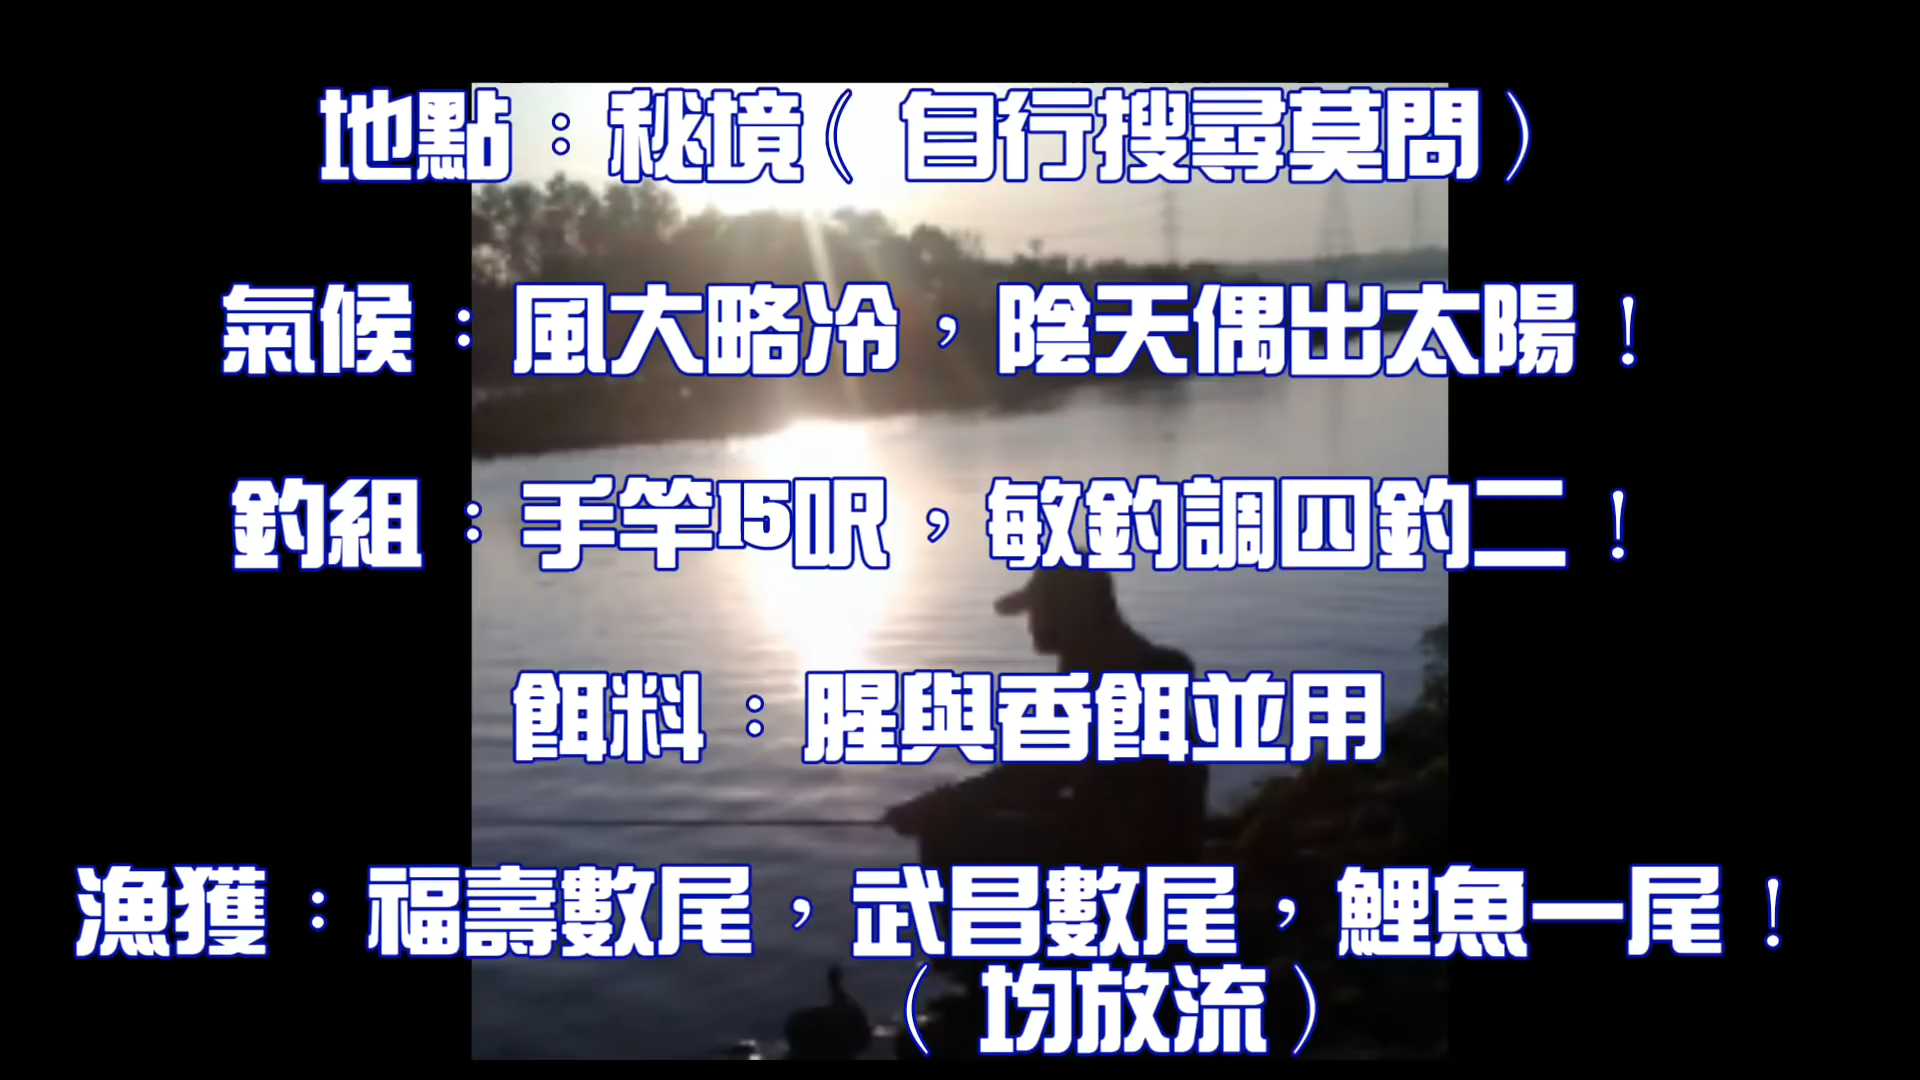 地點：秘境（自行搜尋莫問）
氣候：風大略冷，陰天偶出太陽！
釣組：手竿15呎，敏釣調四釣二！
餌料：腥與香餌並用
漁獲：福壽數尾，武昌數尾，鯉魚一尾！
（均放流）